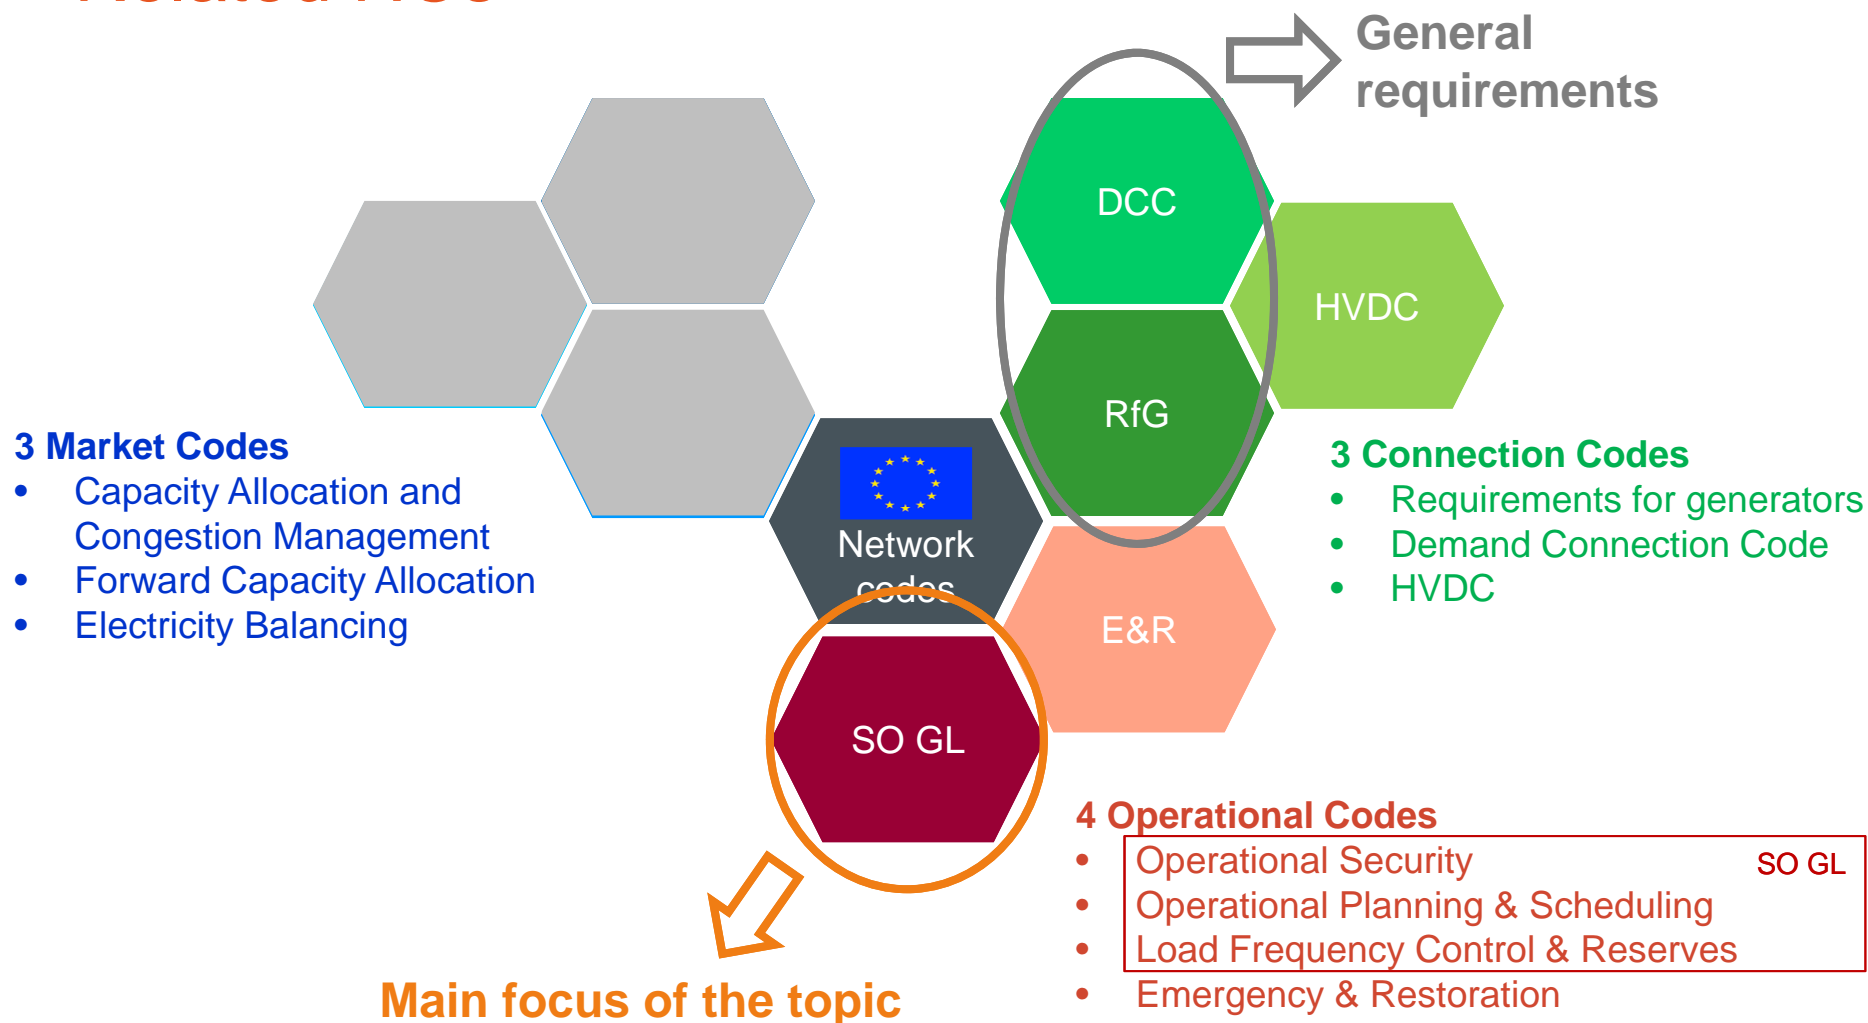 General
requirements
DCC
HVDC
RfG
3 Market Codes
• Capacity Allocation and
Congestion Management
• Forward Capacity Allocation
• Electricity Balancing
Network
codes
3 Connection Codes
• Requirements for generators
• Demand Connection Code
• HVDC
E&R
SO GL
4 Operational Codes
• Operational Security SO GL
• Operational Planning & Scheduling
• Load Frequency Control & Reserves
• Emergency & Restoration
Main focus of the topic